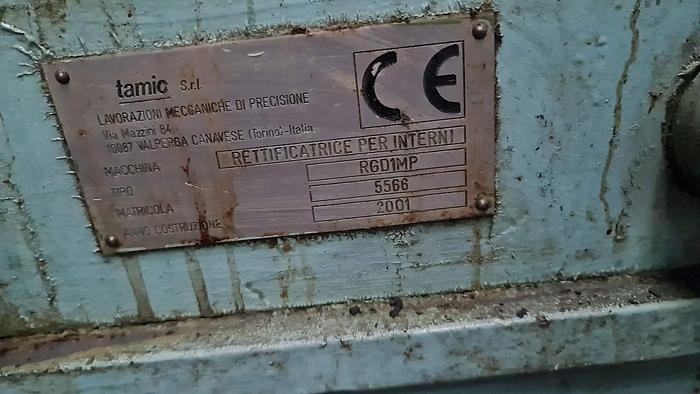 tamic S.r.l.
LAVORAZIONI MECCANICHE DI PRECISIONE
Via Mazzini 84
10087 VALPERGA CANAVESE (Torino)-Italia
CE
MACCHINA RETTIFICATRICE PER INTERNI
TIPO RGD1MP
MATRICOLA 5566
ANNO COSTRUZIONE 2001